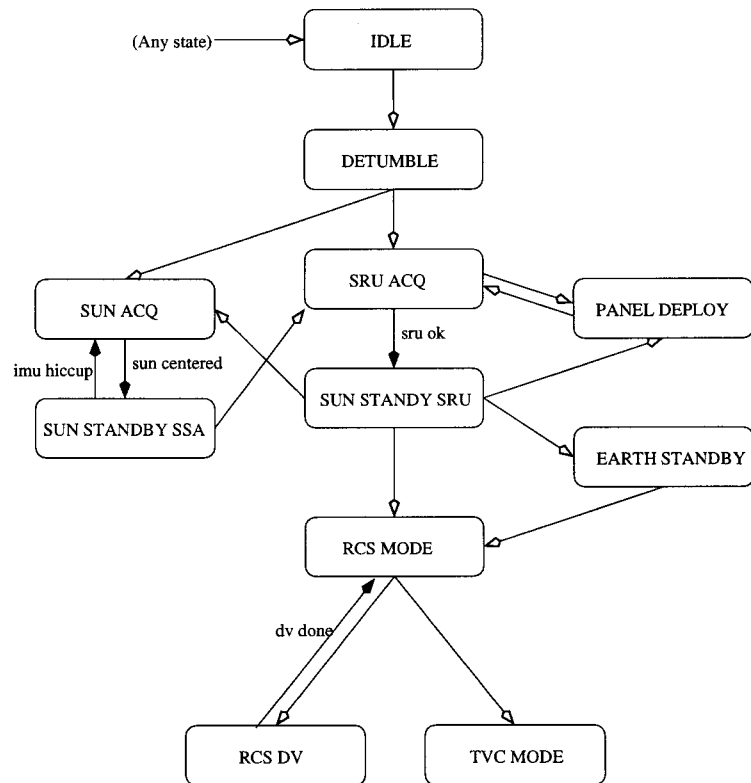 (Any state)
IDLE
DETUMBLE
SRU ACQ
SUN ACQ
PANEL DEPLOY
sru ok
imu hiccup
sun centered
SUN STANDY SRU
SUN STANDBY SSA
EARTH STANDBY
RCS MODE
dv done
RCS DV
TVC MODE